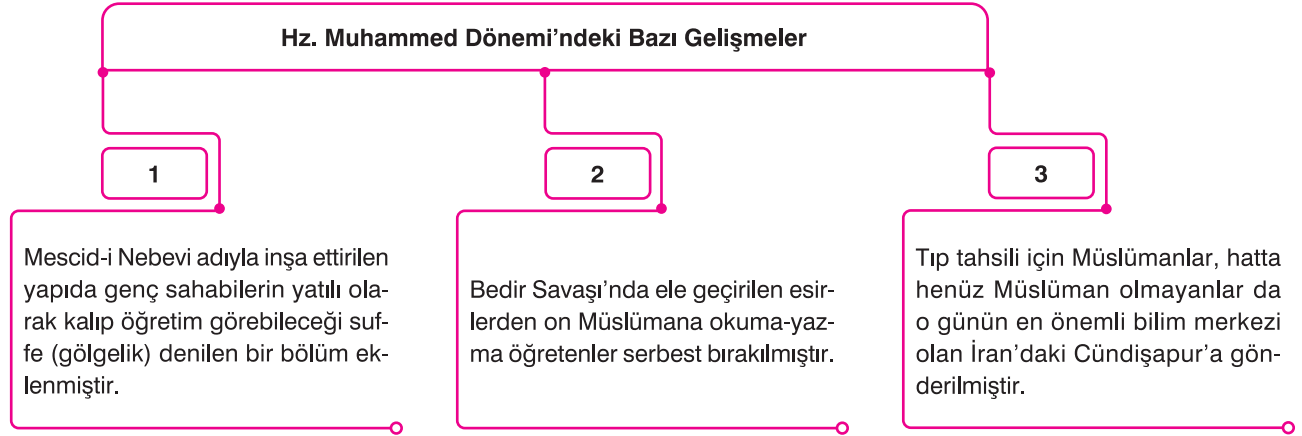 Hz. Muhammed Dönemi’ndeki Bazı Gelişmeler
1
Mescid-i Nebevi adıyla inşa ettirilen
yapıda genç sahabilerin yatılı ola-
rak kalıp öğretim görebileceği suf-
fe (gölgelik) denilen bir bölüm ek-
lenmiştir.
2
Bedir Savaşı’nda ele geçirilen esir-
lerden on Müslümana okuma-yaz-
ma öğretenler serbest bırakılmıştır.
3
Tıp tahsili için Müslümanlar, hatta
henüz Müslüman olmayanlar da
o günün en önemli bilim merkezi
olan İran’daki Cündişapur’a gön-
derilmiştir.